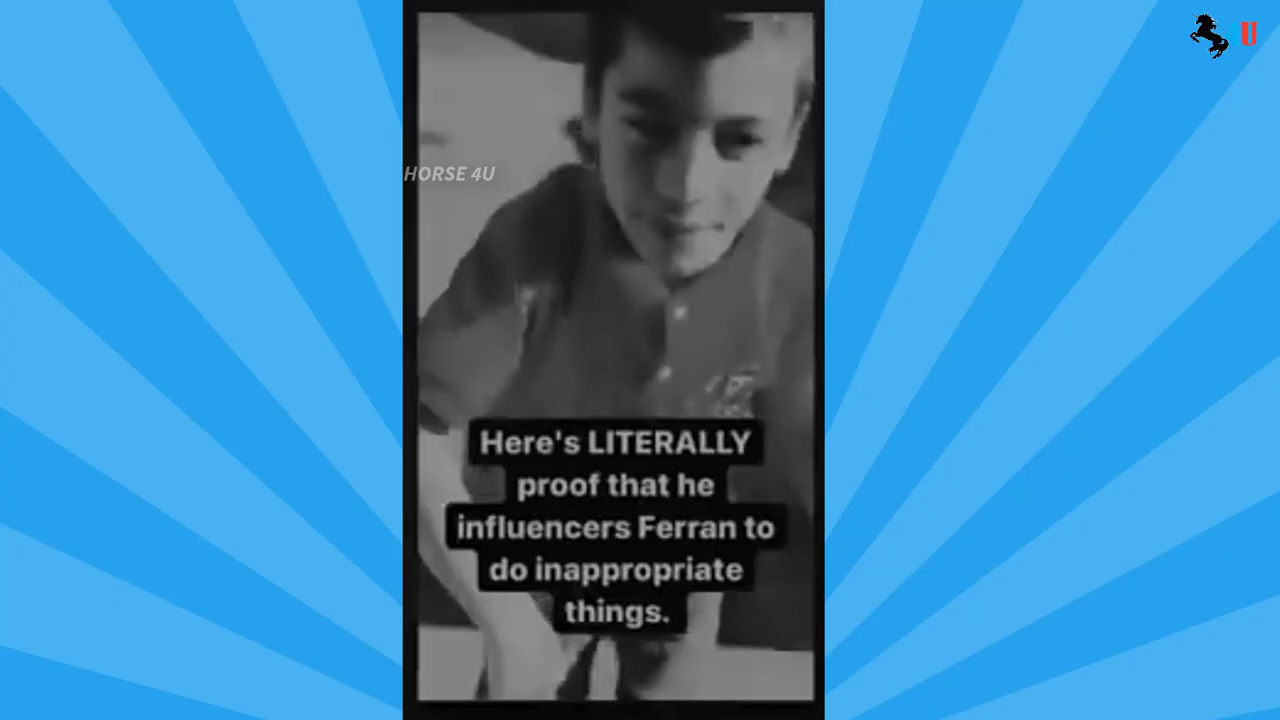 U
HORSE 4U
Here's LITERALLY
proof that he
influencers Ferran to
do inappropriate
things.